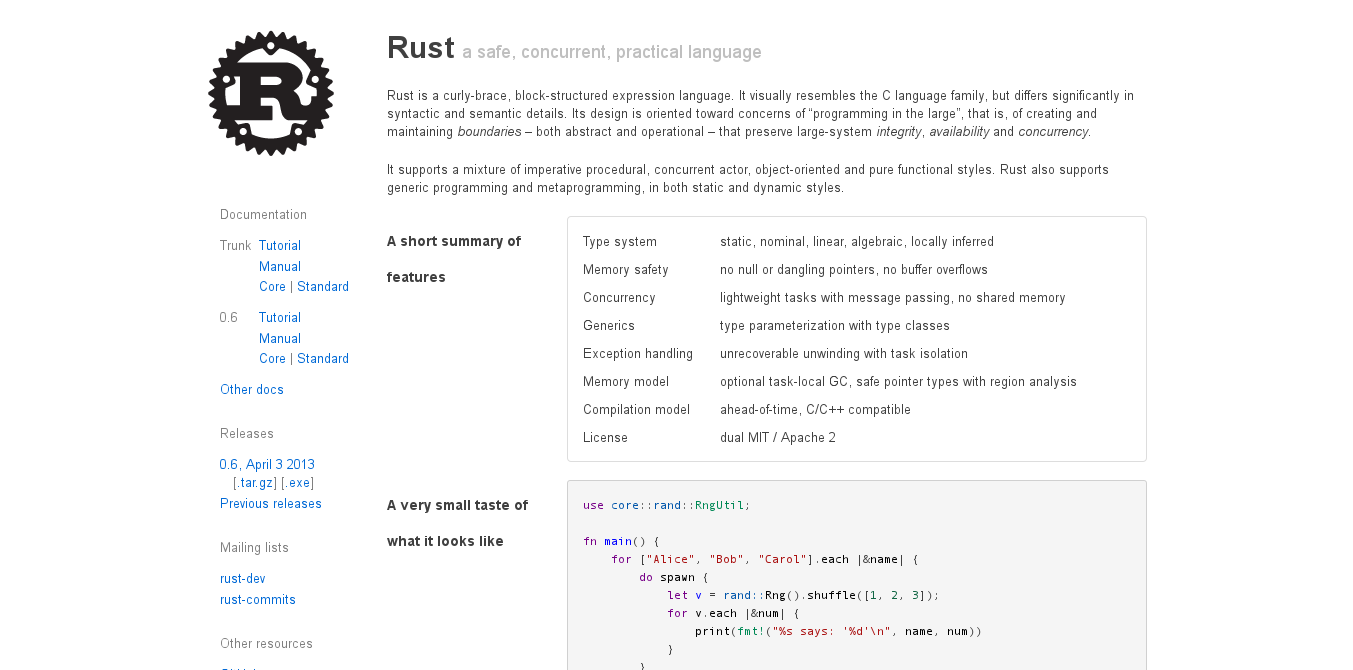 R
Rust a safe, concurrent, practical language
Rust is a curly-brace, block-structured expression language. It visually resembles the C language family, but differs significantly in
syntactic and semantic details. Its design is oriented toward concerns of “programming in the large”, that is, of creating and
maintaining boundaries – both abstract and operational – that preserve large-system integrity, availability and concurrency.
It supports a mixture of imperative procedural, concurrent actor, object-oriented and pure functional styles. Rust also supports
generic programming and metaprogramming, in both static and dynamic styles.
Documentation
Trunk Tutorial
Manual
Core | Standard
0.6 Tutorial
Manual
Core | Standard
Other docs
Releases
0.6, April 3 2013
[.tar.gz] [.exe]
Previous releases
Mailing lists
rust-dev
rust-commits
Other resources
A short summary of
features
Type system static, nominal, linear, algebraic, locally inferred
Memory safety no null or dangling pointers, no buffer overflows
Concurrency lightweight tasks with message passing, no shared memory
Generics type parameterization with type classes
Exception handling unrecoverable unwinding with task isolation
Memory model optional task-local GC, safe pointer types with region analysis
Compilation model ahead-of-time, C/C++ compatible
License dual MIT / Apache 2
A very small taste of
what it looks like
use core::rand::RngUtil;
fn main() {
    for ["Alice", "Bob", "Carol"].each |&name| {
        do spawn {
            let v = rand::Rng().shuffle([1, 2, 3]);
            for v.each |&num| {
                print(fmt!("%s says: '%d'\n", name, num))
            }
        }